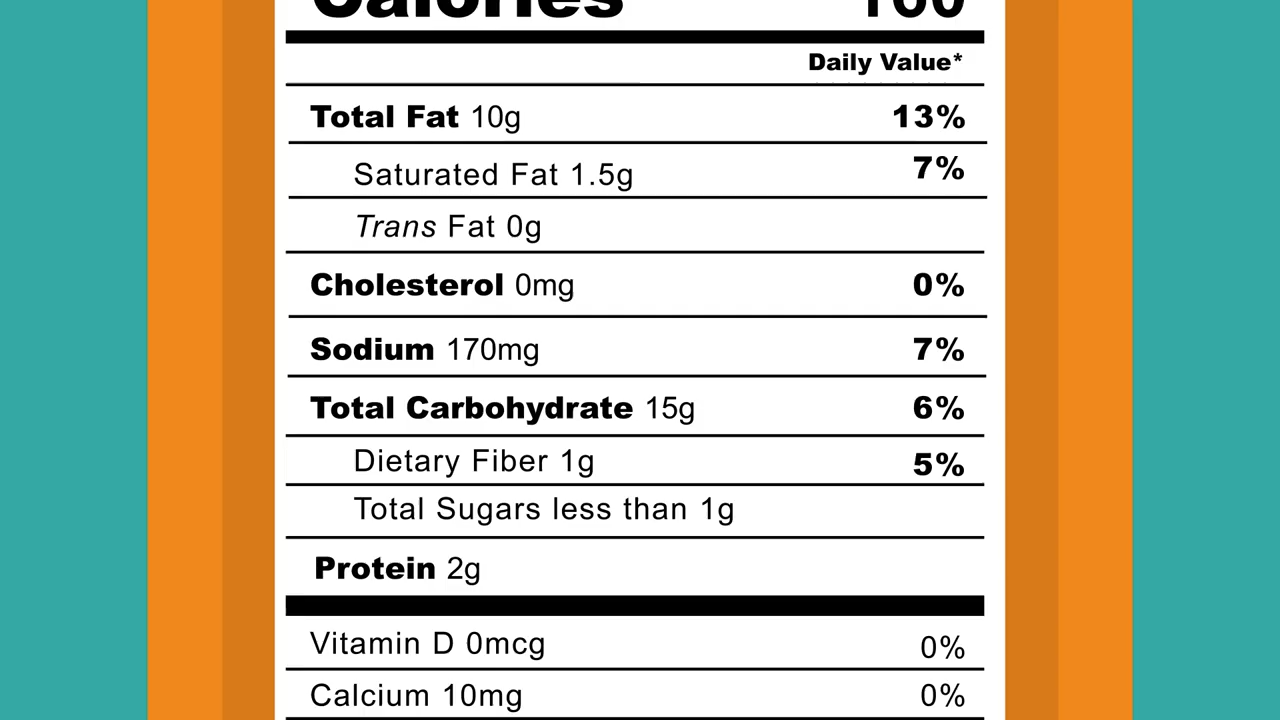 Calories 160
Daily Value*
Total Fat 10g 13%
Saturated Fat 1.5g 7%
Trans Fat 0g
Cholesterol 0mg 0%
Sodium 170mg 7%
Total Carbohydrate 15g 6%
Dietary Fiber 1g 5%
Total Sugars less than 1g
Protein 2g
Vitamin D 0mcg 0%
Calcium 10mg 0%